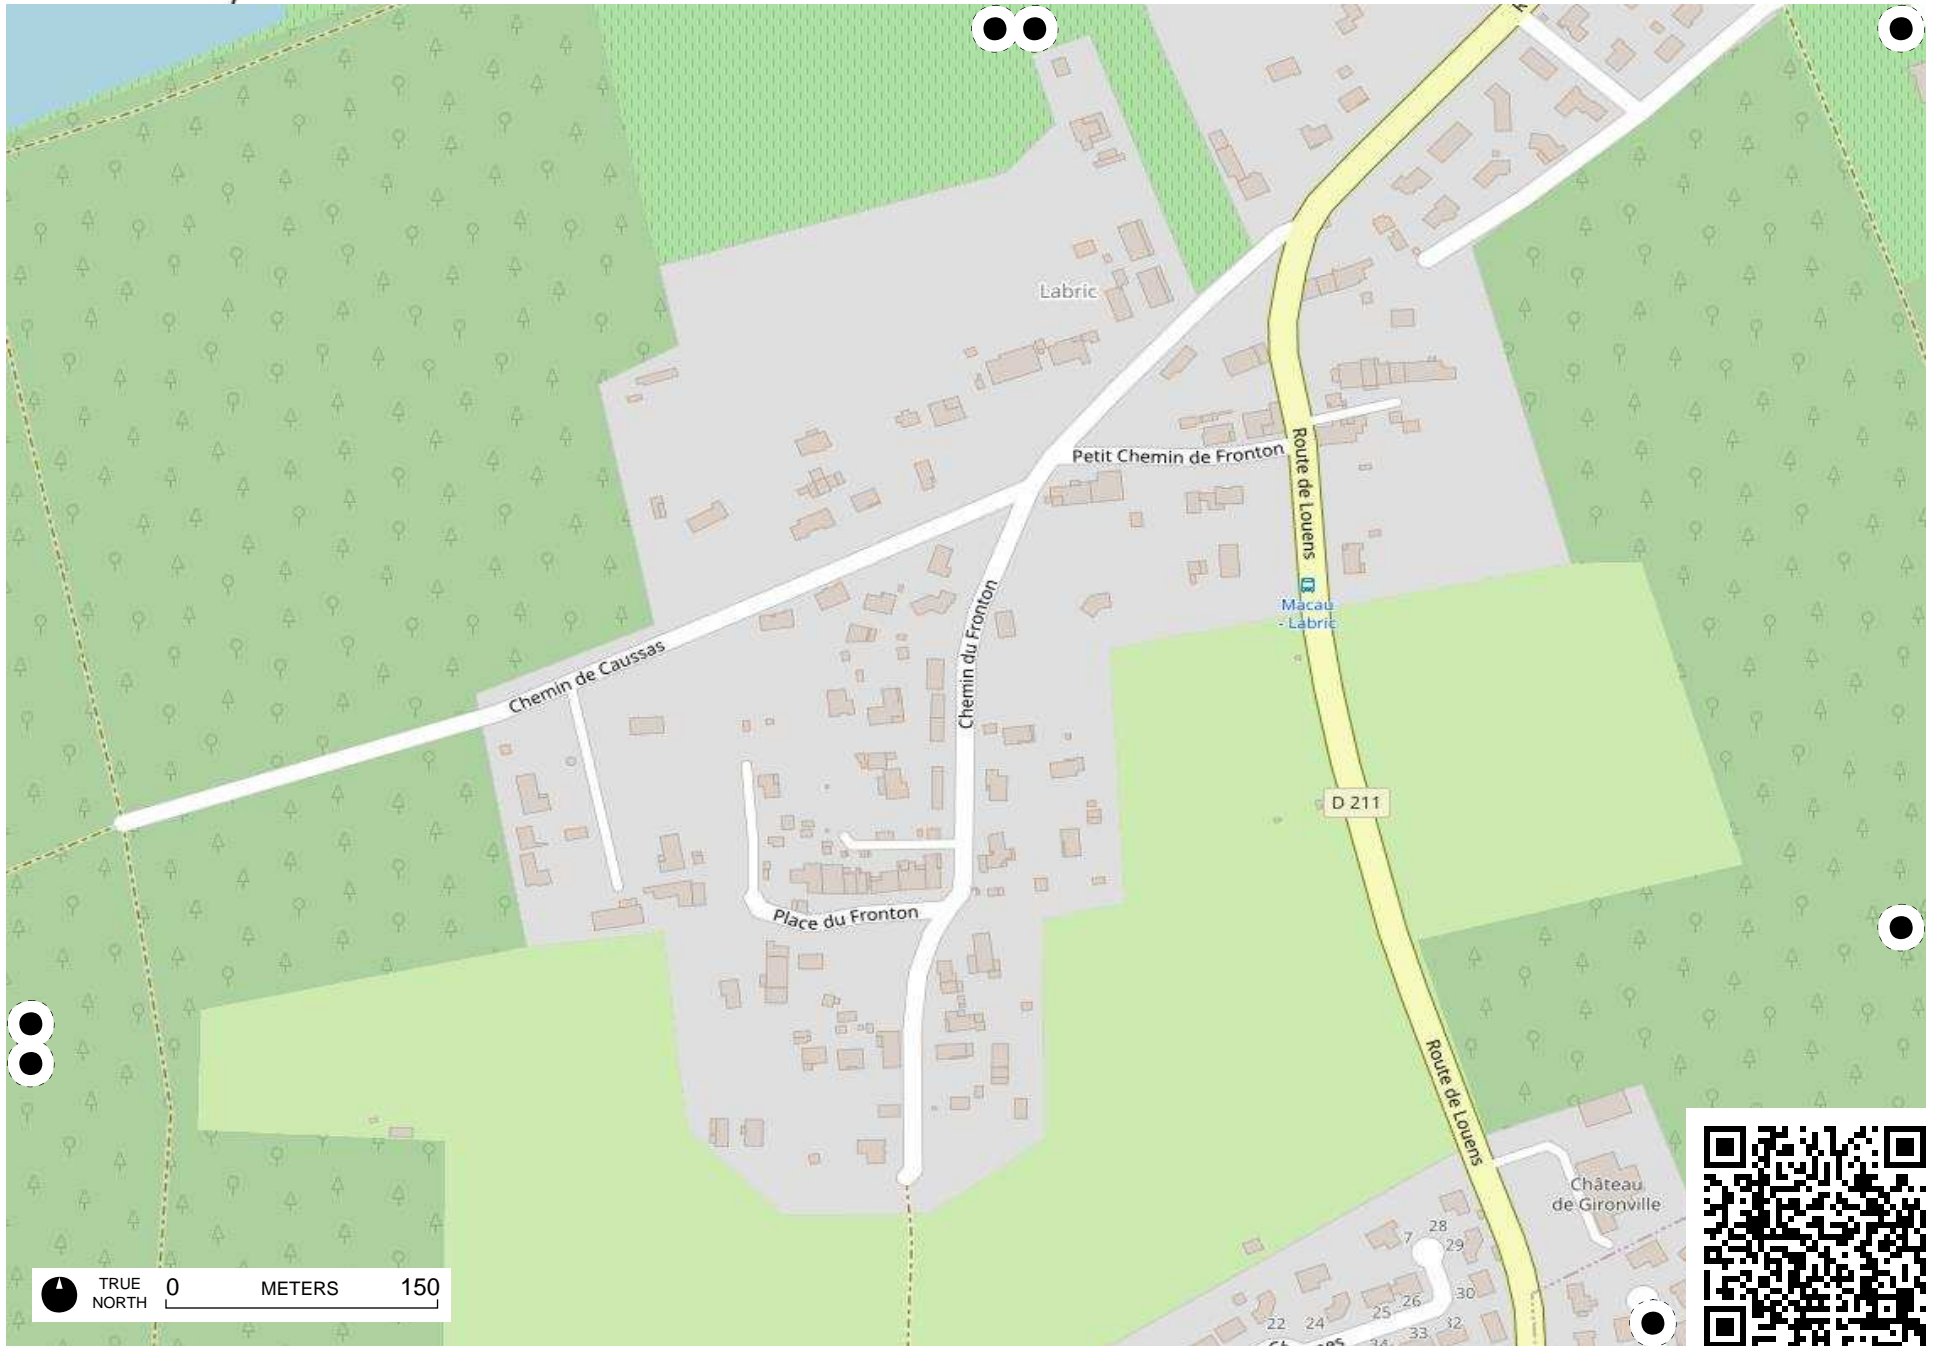 Labric
Petit Chemin de Fronton
Route de Louens
Macau
- Labric
Chemin du Fronton
Chemin de Caussas
D 211
Place du Fronton
Route de Louens
Château
de Gironville
28
7
29
30
26
25
22
24
33
32
34
TRUE
NORTH
0
METERS
150